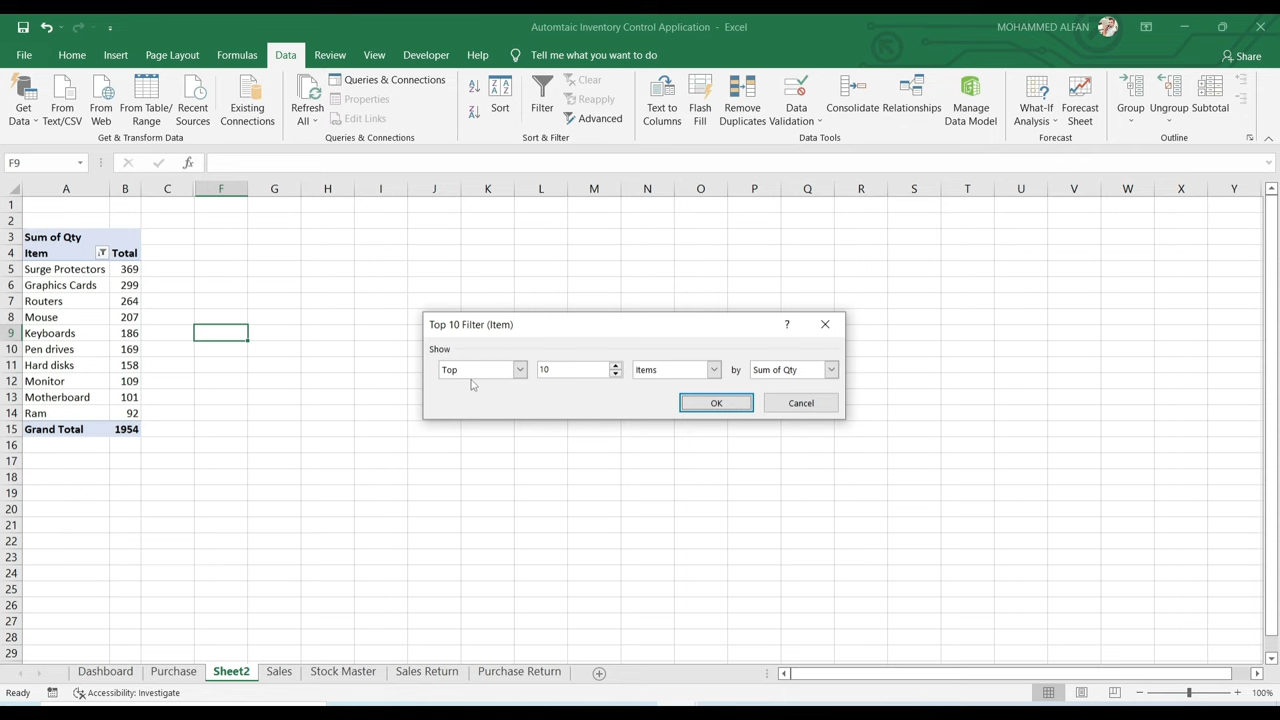 Automtaic Inventory Control Application - Excel
MOHAMMED ALFAN
File Home Insert Page Layout Formulas Data Review View Developer Help Tell me what you want to do Share
Get Data From Text/CSV From Web From Table/ Range Recent Sources Existing Connections
Get & Transform Data
Refresh All Queries & Connections Properties Edit Links
Queries & Connections
Sort Filter Clear Reapply Advanced
Sort & Filter
Text to Columns Flash Fill Remove Duplicates Data Validation Consolidate Relationships Manage Data Model
Data Tools
What-If Analysis Forecast Sheet
Forecast
Group Ungroup Subtotal
Outline
F9 fx
A B C F G H I J K L M N O P Q R S T U V W X Y
1
2
3 Sum of Qty
4 Item Total
5 Surge Protectors 369
6 Graphics Cards 299
7 Routers 264
8 Mouse 207
9 Keyboards 186
10 Pen drives 169
11 Hard disks 158
12 Monitor 109
13 Motherboard 101
14 Ram 92
15 Grand Total 1954
16
17
18
19
20
21
22
23
24
25
26
27
28
29
Top 10 Filter (Item) ?
Show
Top 10 Items by Sum of Qty
OK Cancel
Dashboard Purchase Sheet2 Sales Stock Master Sales Return Purchase Return
Ready Accessibility: Investigate 100%